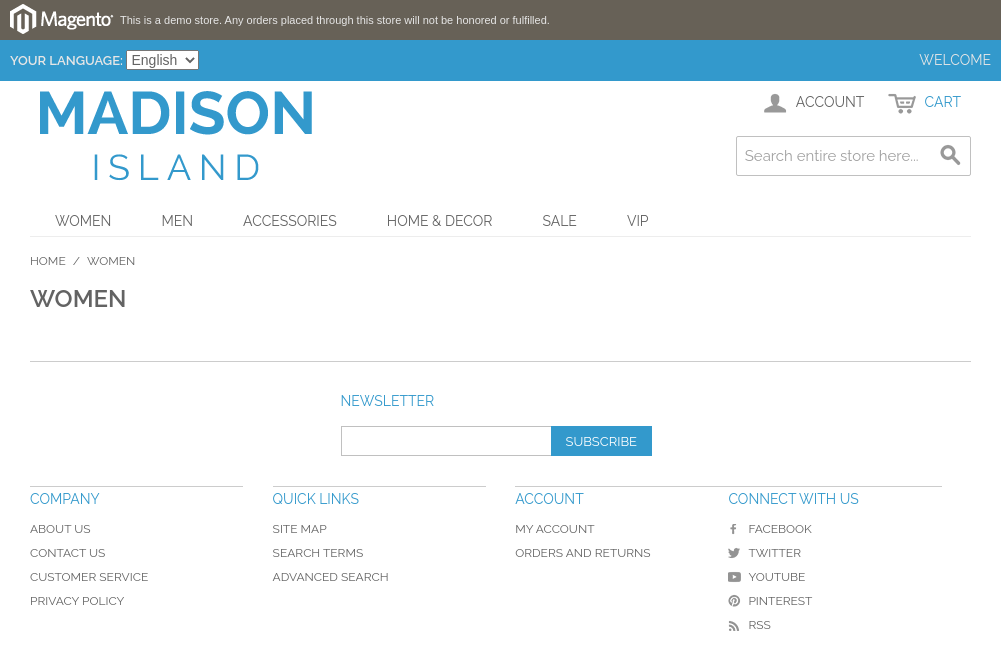 Magento® This is a demo store. Any orders placed through this store will not be honored or fulfilled.
YOUR LANGUAGE: English WELCOME
MADISON
ISLAND
ACCOUNT CART
Search entire store here...
WOMEN MEN ACCESSORIES HOME & DECOR SALE VIP
HOME / WOMEN
WOMEN
NEWSLETTER
SUBSCRIBE
COMPANY
ABOUT US
CONTACT US
CUSTOMER SERVICE
PRIVACY POLICY
QUICK LINKS
SITE MAP
SEARCH TERMS
ADVANCED SEARCH
ACCOUNT
MY ACCOUNT
ORDERS AND RETURNS
CONNECT WITH US
FACEBOOK
TWITTER
YOUTUBE
PINTEREST
RSS